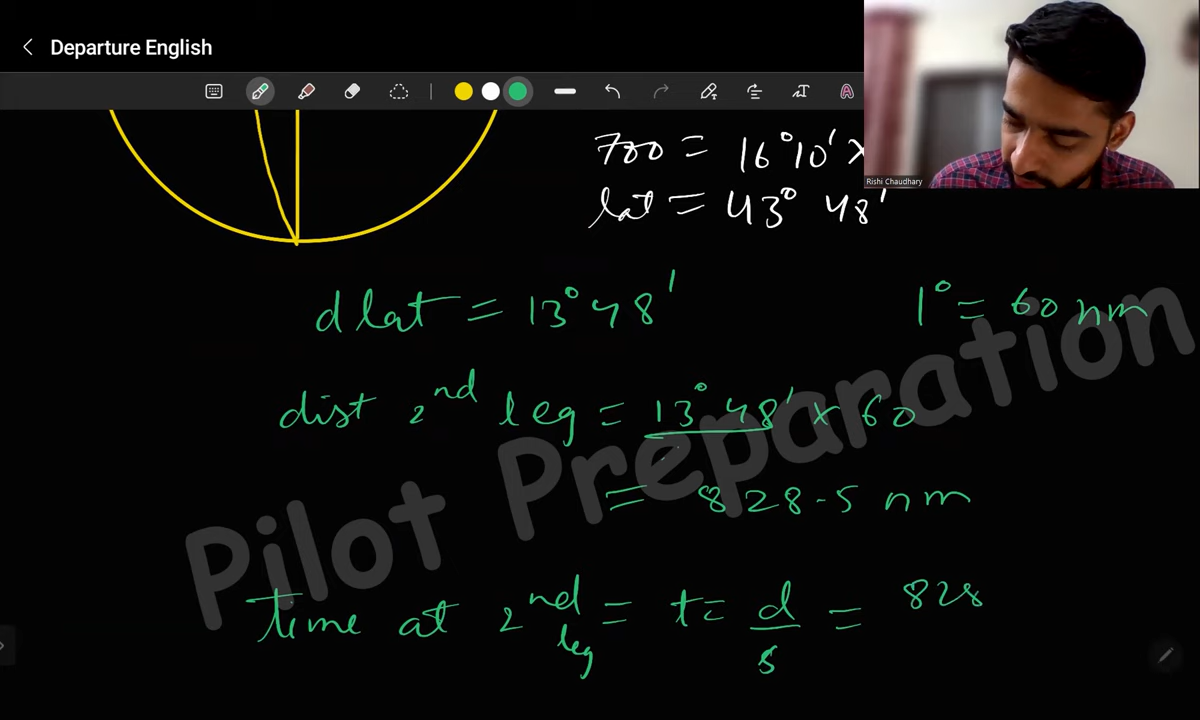 Departure English
700 = 16°10' x
Rishi Chaudhary
lat = 43° 48'
d lat = 13° 48'
1° = 60 nm
dist 2nd leg = 13° 48' x 60
= 828.5 nm
Pilot Preparation
Time at 2nd leg = t = d/s = 828